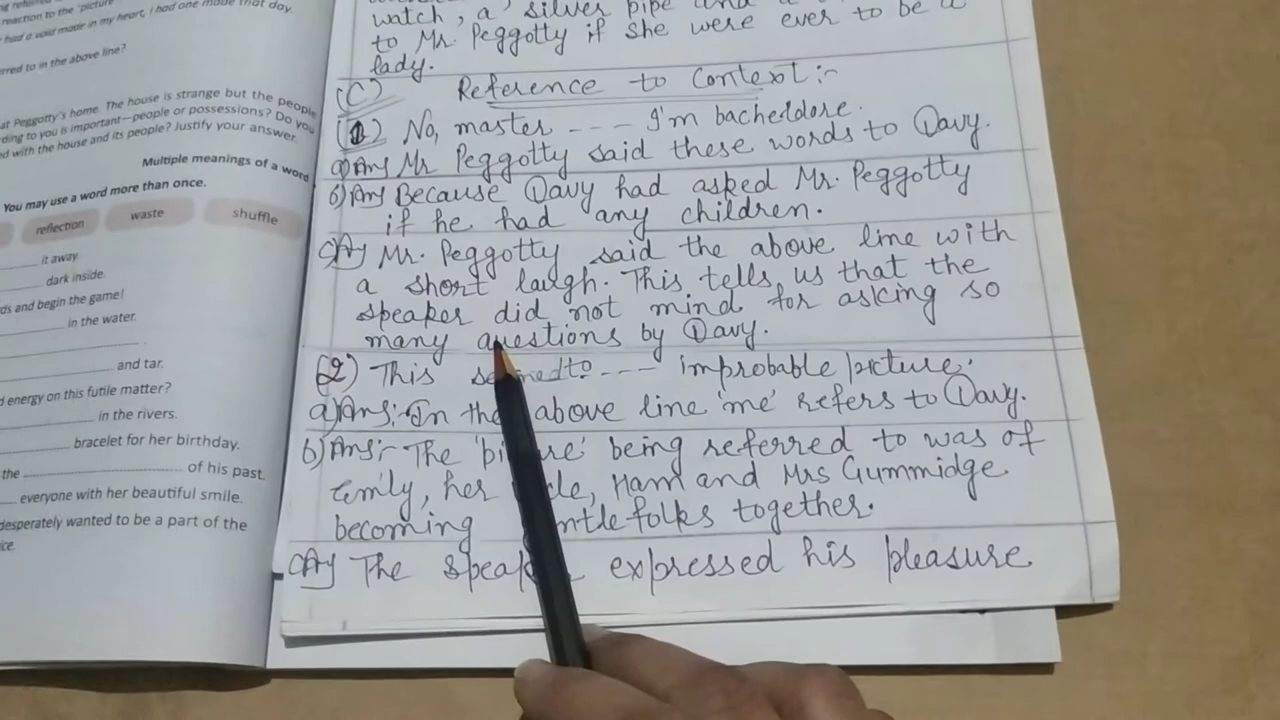 reaction to the 'picture
had a void made in my heart, I had one made that day.
rred to in the above line?
at Peggotty's home. The house is strange but the people
ding to you is important—people or possessions? Do you
d with the house and its people? Justify your answer.
Multiple meanings of a word
You may use a word more than once.
reflection waste shuffle
it away.
dark inside.
ds and begin the game!
in the water.
and tar.
d energy on this futile matter?
in the rivers.
bracelet for her birthday.
the of his past.
everyone with her beautiful smile.
desperately wanted to be a part of the
ce.
watch, a silver pipe and a
to Mr. Peggotty if she were ever to be a
lady.
(C) Reference to Context:-
(1) No, master ---- I'm bacheldore.
a) Ans Mr Peggotty said these words to Davy.
b) Ans Because Davy had asked Mr. Peggotty
if he had any children.
c) Ans Mr. Peggotty said the above line with
a short laugh. This tells us that the
speaker did not mind for asking so
many questions by Davy.
(2) This to ---- improbable picture.
a) Ans:- In the above line 'me' refers to Davy.
b) Ans:- The being referred to was of
Emily, her Ham and Mrs Gummidge
becoming folks together.
c) Ans The expressed his pleasure